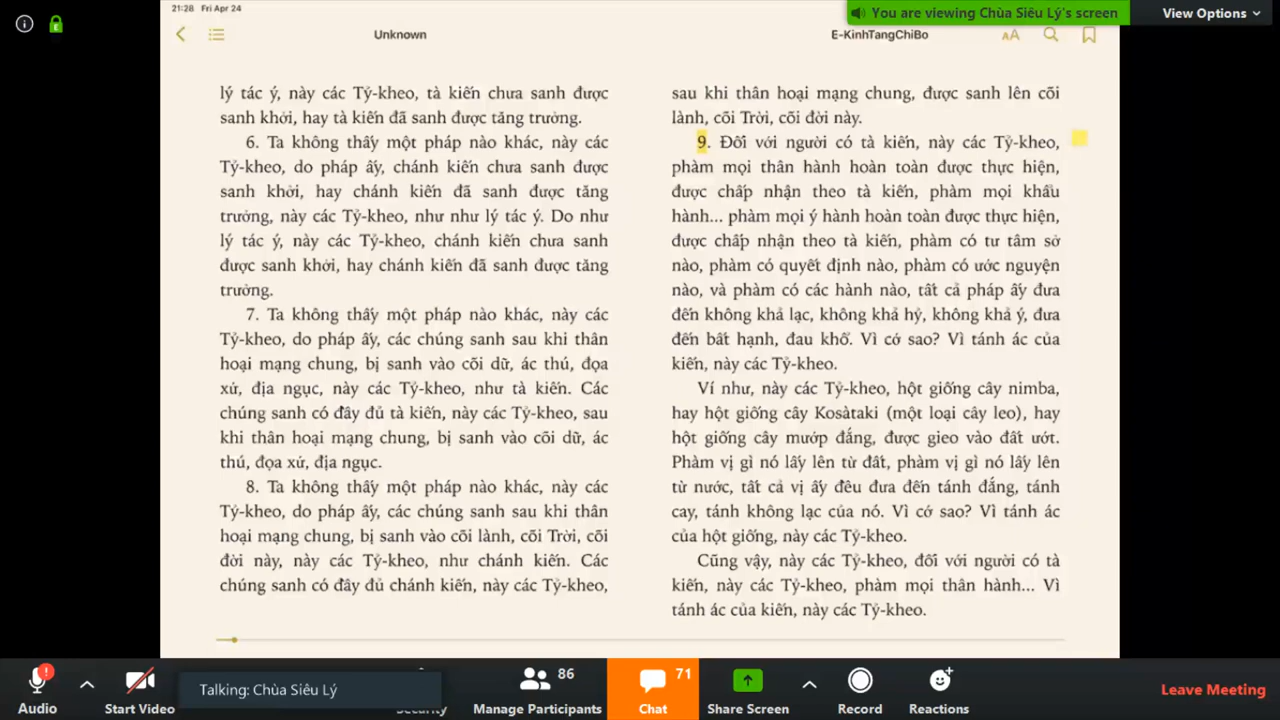 21:28 Fri Apr 24
You are viewing Chùa Siêu Lý's screen
View Options
Unknown
E-KinhTangChiBo
AA
lý tác ý, này các Tỷ-kheo, tà kiến chưa sanh được
sanh khởi, hay tà kiến đã sanh được tăng trưởng.
6. Ta không thấy một pháp nào khác, này các
Tỷ-kheo, do pháp ấy, chánh kiến chưa sanh được
sanh khởi, hay chánh kiến đã sanh được tăng
trưởng, này các Tỷ-kheo, như như lý tác ý. Do như
lý tác ý, này các Tỷ-kheo, chánh kiến chưa sanh
được sanh khởi, hay chánh kiến đã sanh được tăng
trưởng.
7. Ta không thấy một pháp nào khác, này các
Tỷ-kheo, do pháp ấy, các chúng sanh sau khi thân
hoại mạng chung, bị sanh vào cõi dữ, ác thú, đọa
xứ, địa ngục, này các Tỷ-kheo, như tà kiến. Các
chúng sanh có đầy đủ tà kiến, này các Tỷ-kheo, sau
khi thân hoại mạng chung, bị sanh vào cõi dữ, ác
thú, đọa xứ, địa ngục.
8. Ta không thấy một pháp nào khác, này các
Tỷ-kheo, do pháp ấy, các chúng sanh sau khi thân
hoại mạng chung, bị sanh vào cõi lành, cõi Trời, cõi
đời này, này các Tỷ-kheo, như chánh kiến. Các
chúng sanh có đầy đủ chánh kiến, này các Tỷ-kheo,
sau khi thân hoại mạng chung, được sanh lên cõi
lành, cõi Trời, cõi đời này.
9. Đối với người có tà kiến, này các Tỷ-kheo,
phàm mọi thân hành hoàn toàn được thực hiện,
được chấp nhận theo tà kiến, phàm mọi khẩu
hành... phàm mọi ý hành hoàn toàn được thực hiện,
được chấp nhận theo tà kiến, phàm có tư tâm sở
nào, phàm có quyết định nào, phàm có ước nguyện
nào, và phàm có các hành nào, tất cả pháp ấy đưa
đến không khả lạc, không khả hỷ, không khả ý, đưa
đến bất hạnh, đau khổ. Vì cớ sao? Vì tánh ác của
kiến, này các Tỷ-kheo.
Ví như, này các Tỷ-kheo, hột giống cây nimba,
hay hột giống cây Kosàtaki (một loại cây leo), hay
hột giống cây mướp đắng, được gieo vào đất ướt.
Phàm vị gì nó lấy lên từ đất, phàm vị gì nó lấy lên
từ nước, tất cả vị ấy đều đưa đến tánh đắng, tánh
cay, tánh không lạc của nó. Vì cớ sao? Vì tánh ác
của hột giống, này các Tỷ-kheo.
Cũng vậy, này các Tỷ-kheo, đối với người có tà
kiến, này các Tỷ-kheo, phàm mọi thân hành... Vì
tánh ác của kiến, này các Tỷ-kheo.
Audio
Start Video
Talking: Chùa Siêu Lý
Security
Manage Participants
86
Chat
71
Share Screen
Record
Reactions
Leave Meeting